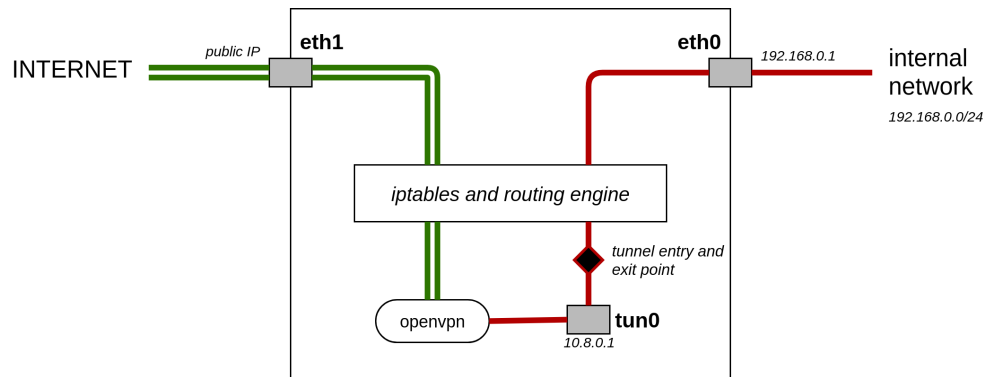 INTERNET
public IP
eth1
eth0
192.168.0.1
internal
network
192.168.0.0/24
iptables and routing engine
tunnel entry and
exit point
openvpn
tun0
10.8.0.1